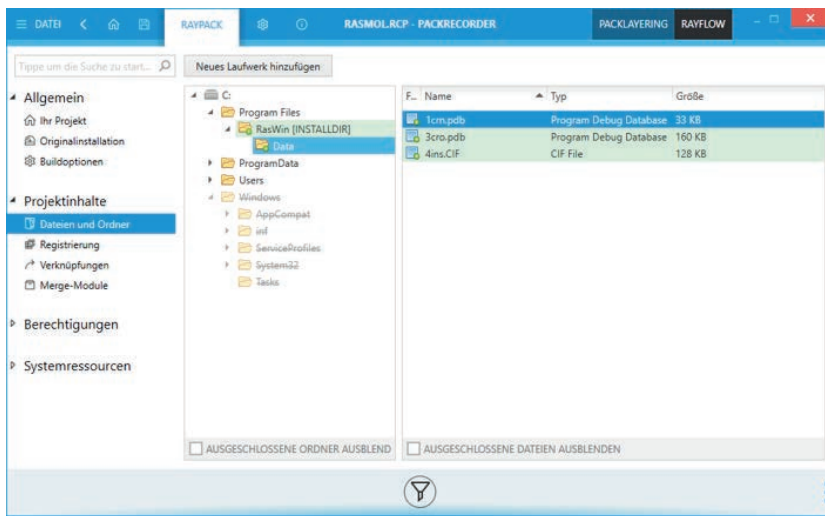 DATEI
RAYPACK
RASMOL.RCP - PACKRECORDER
PACKLAYERING
RAYFLOW
Tippe um die Suche zu start...
Neues Laufwerk hinzufügen
Allgemein
Ihr Projekt
Originalinstallation
Buildoptionen
Projektinhalte
Dateien und Ordner
Registrierung
Verknüpfungen
Merge-Module
Berechtigungen
Systemressourcen
C:
Program Files
RasWin [INSTALLDIR]
Data
ProgramData
Users
Windows
AppCompat
inf
ServiceProfiles
System32
Tasks
AUSGESCHLOSSENE ORDNER AUSBLEND
F... Name Typ Größe
1crn.pdb Program Debug Database 33 KB
3cro.pdb Program Debug Database 160 KB
4ins.CIF CIF File 128 KB
AUSGESCHLOSSENE DATEIEN AUSBLENDEN